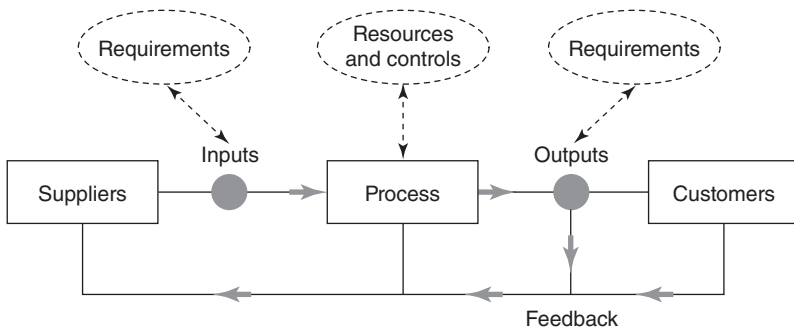 Requirements
Resources
and controls
Requirements
Inputs
Outputs
Suppliers
Process
Customers
Feedback